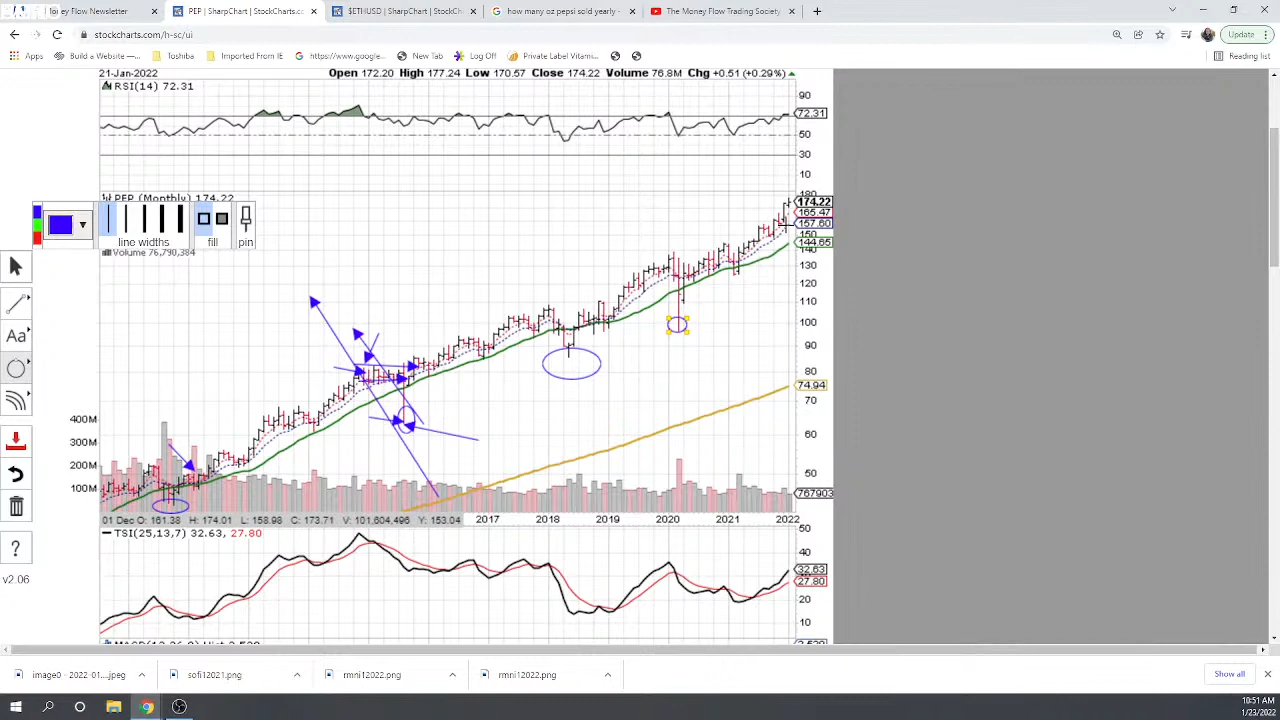 Flow Newsletter
PEP | SharpChart | StockCharts.co
$ETHUSD | SharpChart | StockCh
how many oz pepsi sold yearly -
The Money Flow Trading Society
stockcharts.com/h-sc/ui
Update
Apps
Build a Website —...
Toshiba
Imported From IE
https://www.google...
New Tab
Log Off
Private Label Vitami...
Reading list
21-Jan-2022
Open 172.20 High 177.24 Low 170.57 Close 174.22 Volume 76.8M Chg +0.51 (+0.29%)
RSI(14) 72.31
90
72.31
50
30
10
PEP (Monthly) 174.22
180
174.22
165.47
157.60
150
144.65
140
130
120
110
100
90
80
74.94
70
60
50
767903
line widths
fill
pin
Volume 76,790,384
Aa
?
v2.06
400M
300M
200M
100M
01 Dec O: 161.38 H: 174.01 L: 158.98 C: 173.71 V: 101,604,496 Y: 153.04
2017
2018
2019
2020
2021
2022
TSI(25,13,7) 32.63, 27.80
50
40
32.63
27.80
20
10
image0 - 2022-01....jpeg
sofi12021.png
rmni12022.png
rmni12022.png
Show all
10:51 AM
1/23/2022